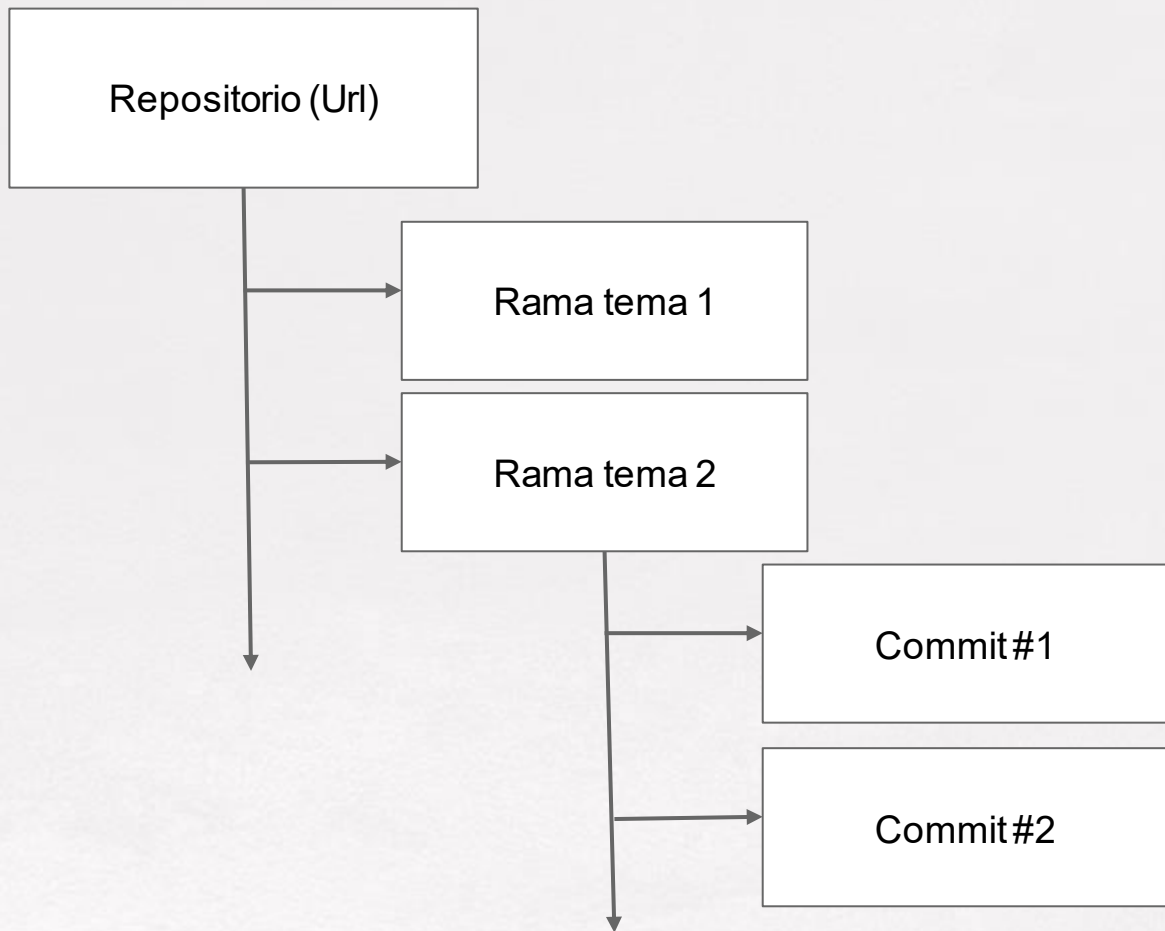 Repositorio (Url)
Rama tema 1
Rama tema 2
Commit #1
Commit #2